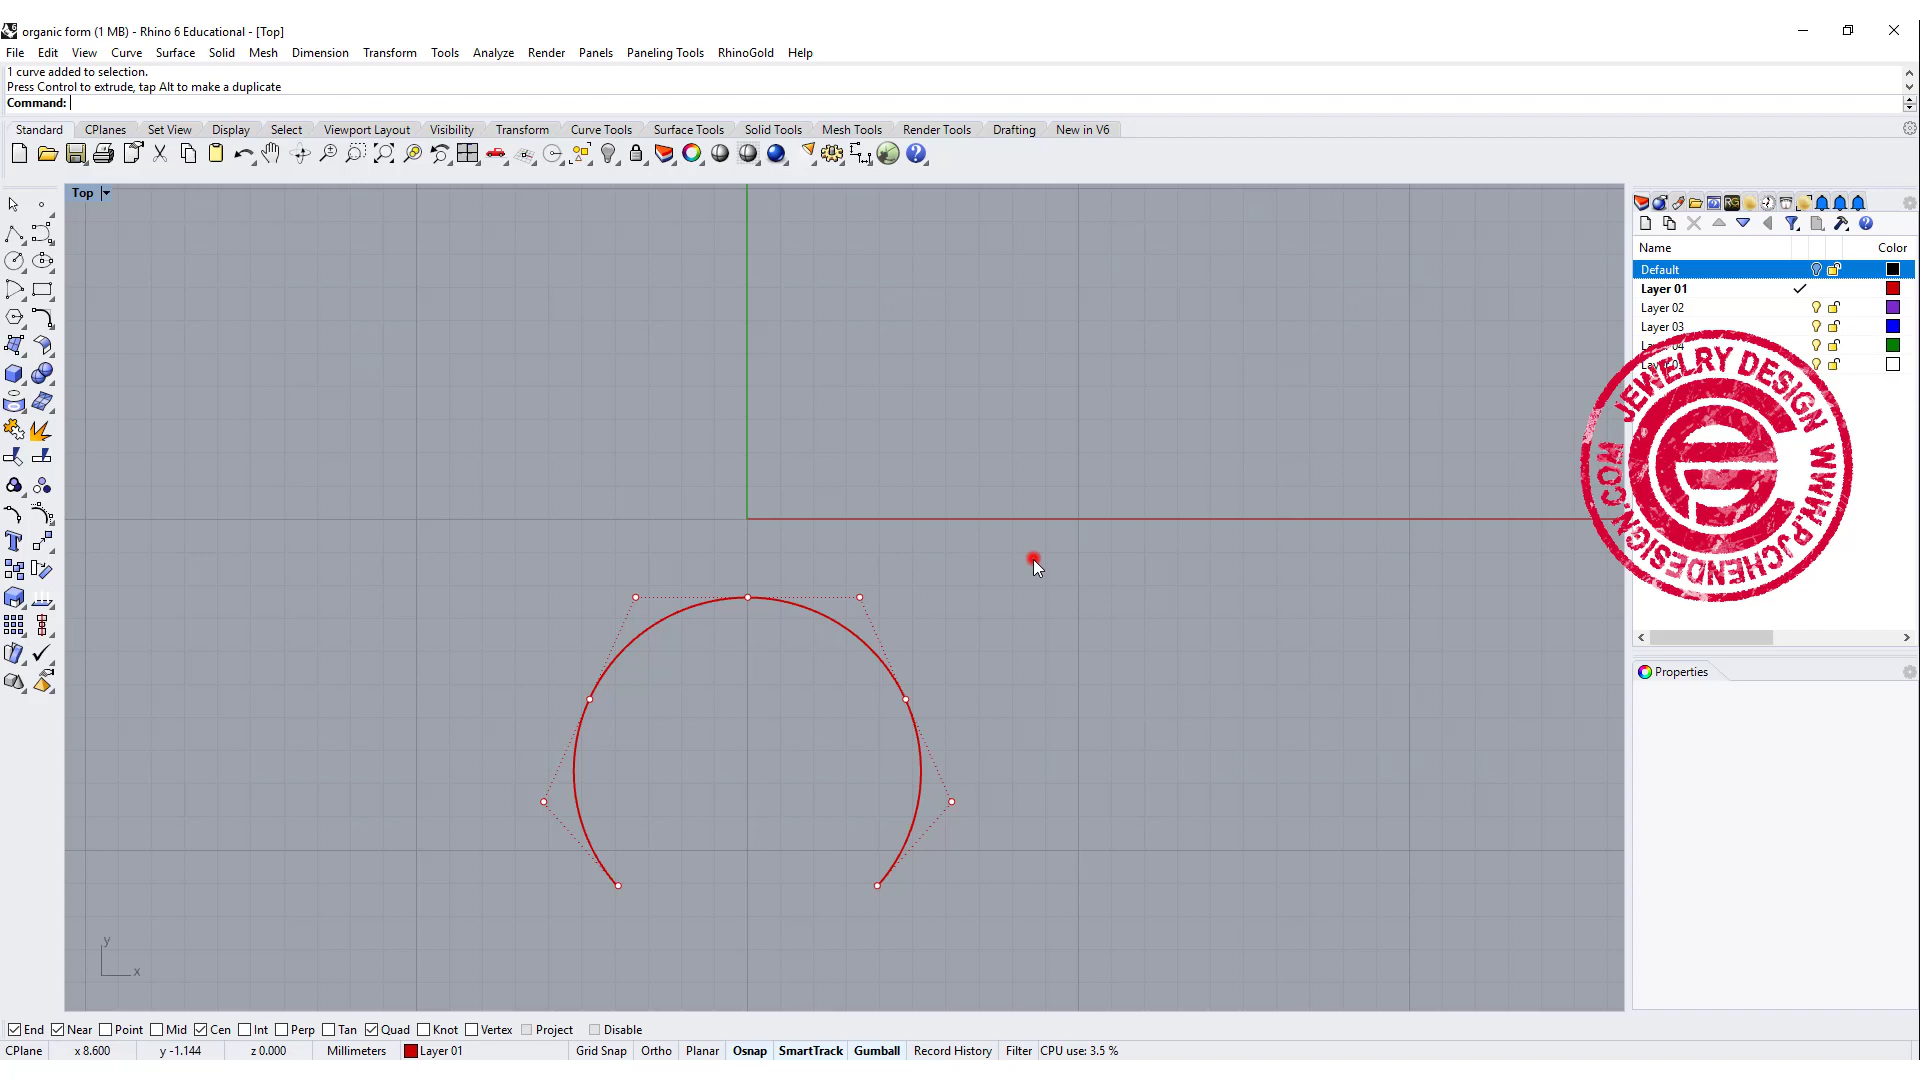 organic form (1 MB) - Rhino 6 Educational - [Top]
File Edit View Curve Surface Solid Mesh Dimension Transform Tools Analyze Render Panels Paneling Tools RhinoGold Help
1 curve added to selection.
Press Control to extrude, tap Alt to make a duplicate
Command:
Standard CPlanes Set View Display Select Viewport Layout Visibility Transform Curve Tools Surface Tools Solid Tools Mesh Tools Render Tools Drafting New in V6
Top
RG
Name Color
Default
Layer 01
Layer 02
Layer 03
JEWELRY DESIGN WWW.PJCHENDESIGN.COM
Properties
y
x
End Near Point Mid Cen Int Perp Tan Quad Knot Vertex Project Disable
CPlane x 8.600 y -1.144 z 0.000 Millimeters Layer 01 Grid Snap Ortho Planar Osnap SmartTrack Gumball Record History Filter CPU use: 3.5 %